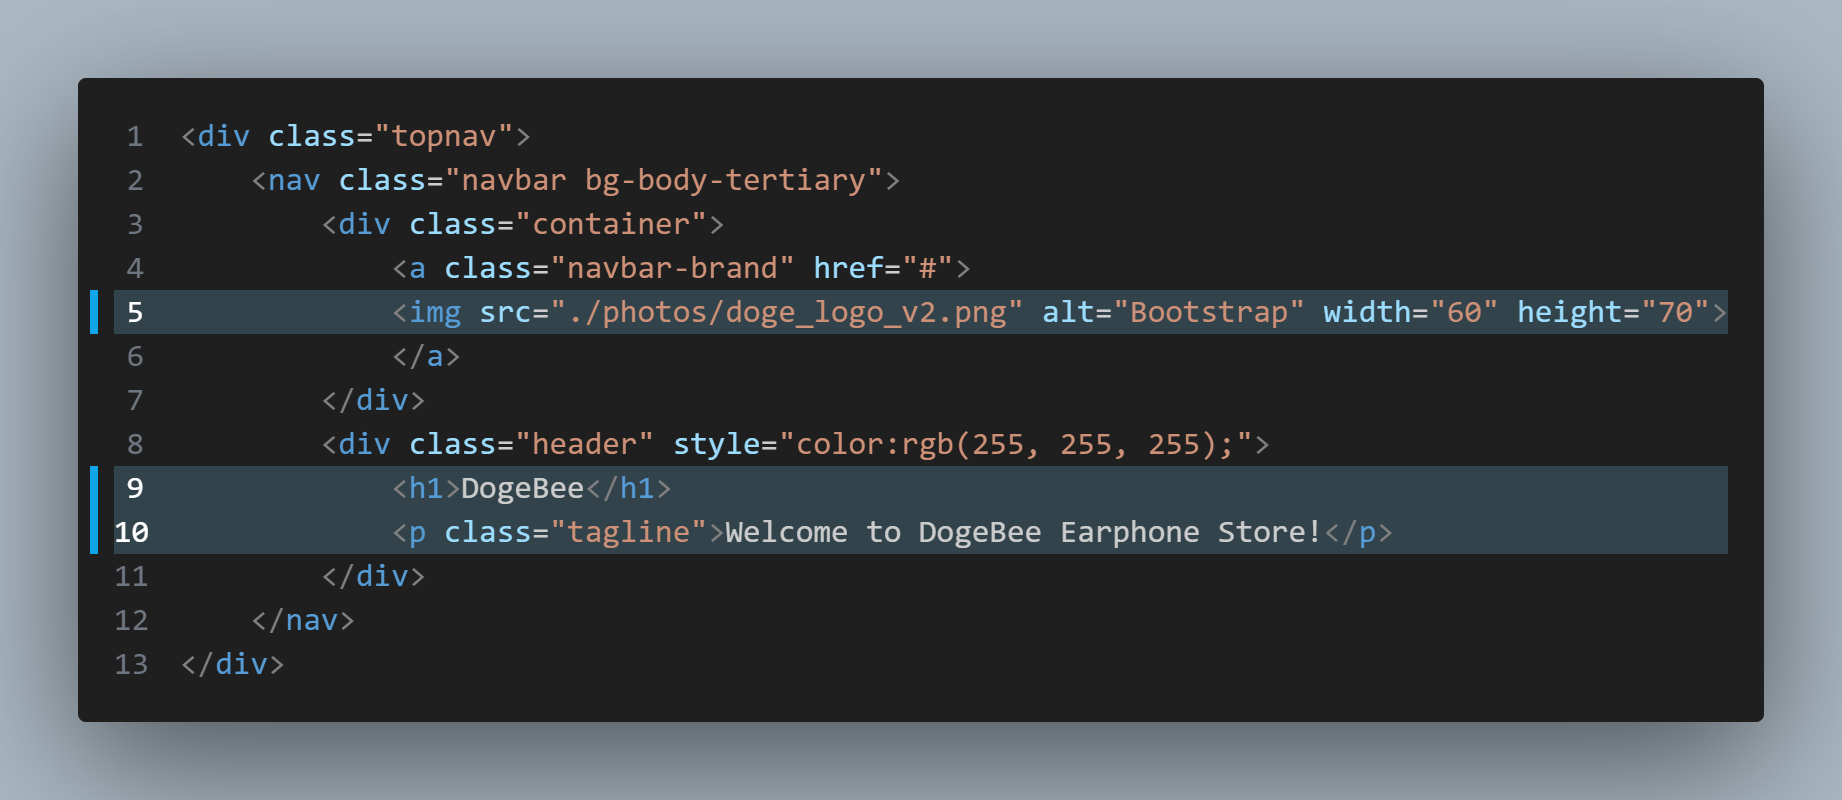 1 <div class="topnav">
2     <nav class="navbar bg-body-tertiary">
3         <div class="container">
4             <a class="navbar-brand" href="#">
5             <img src="./photos/doge_logo_v2.png" alt="Bootstrap" width="60" height="70">
6             </a>
7         </div>
8         <div class="header" style="color:rgb(255, 255, 255);">
9             <h1>DogeBee</h1>
10             <p class="tagline">Welcome to DogeBee Earphone Store!</p>
11         </div>
12     </nav>
13 </div>